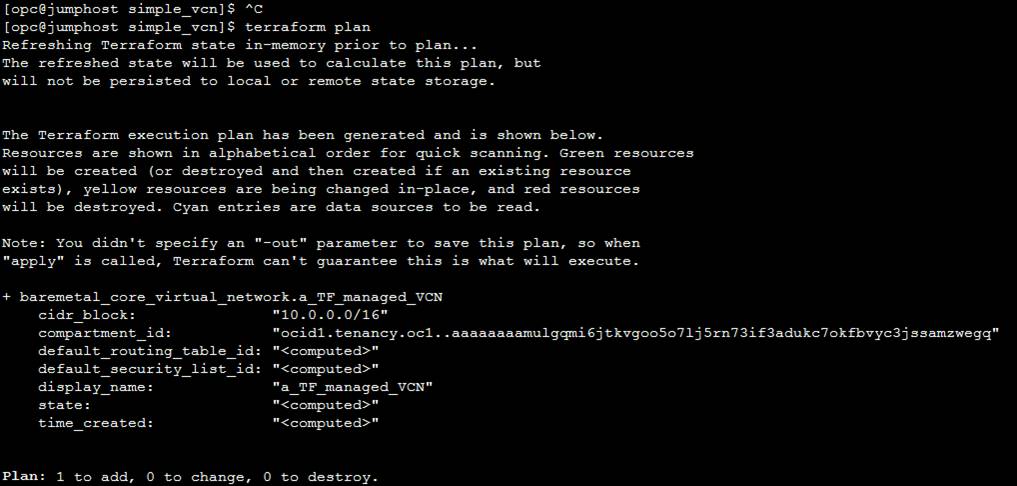 [opc@jumphost simple_vcn]$ ^C
[opc@jumphost simple_vcn]$ terraform plan
Refreshing Terraform state in-memory prior to plan...
The refreshed state will be used to calculate this plan, but
will not be persisted to local or remote state storage.
The Terraform execution plan has been generated and is shown below.
Resources are shown in alphabetical order for quick scanning. Green resources
will be created (or destroyed and then created if an existing resource
exists), yellow resources are being changed in-place, and red resources
will be destroyed. Cyan entries are data sources to be read.
Note: You didn't specify an "-out" parameter to save this plan, so when
"apply" is called, Terraform can't guarantee this is what will execute.
+ baremetal_core_virtual_network.a_TF_managed_VCN
cidr_block: "10.0.0.0/16"
compartment_id: "ocid1.tenancy.oc1..aaaaaaaamulgqmi6jtkvgoo5o7lj5rn73if3adukc7okfbvyc3jssamzwegq"
default_routing_table_id: "<computed>"
default_security_list_id: "<computed>"
display_name: "a_TF_managed_VCN"
state: "<computed>"
time_created: "<computed>"
Plan: 1 to add, 0 to change, 0 to destroy.